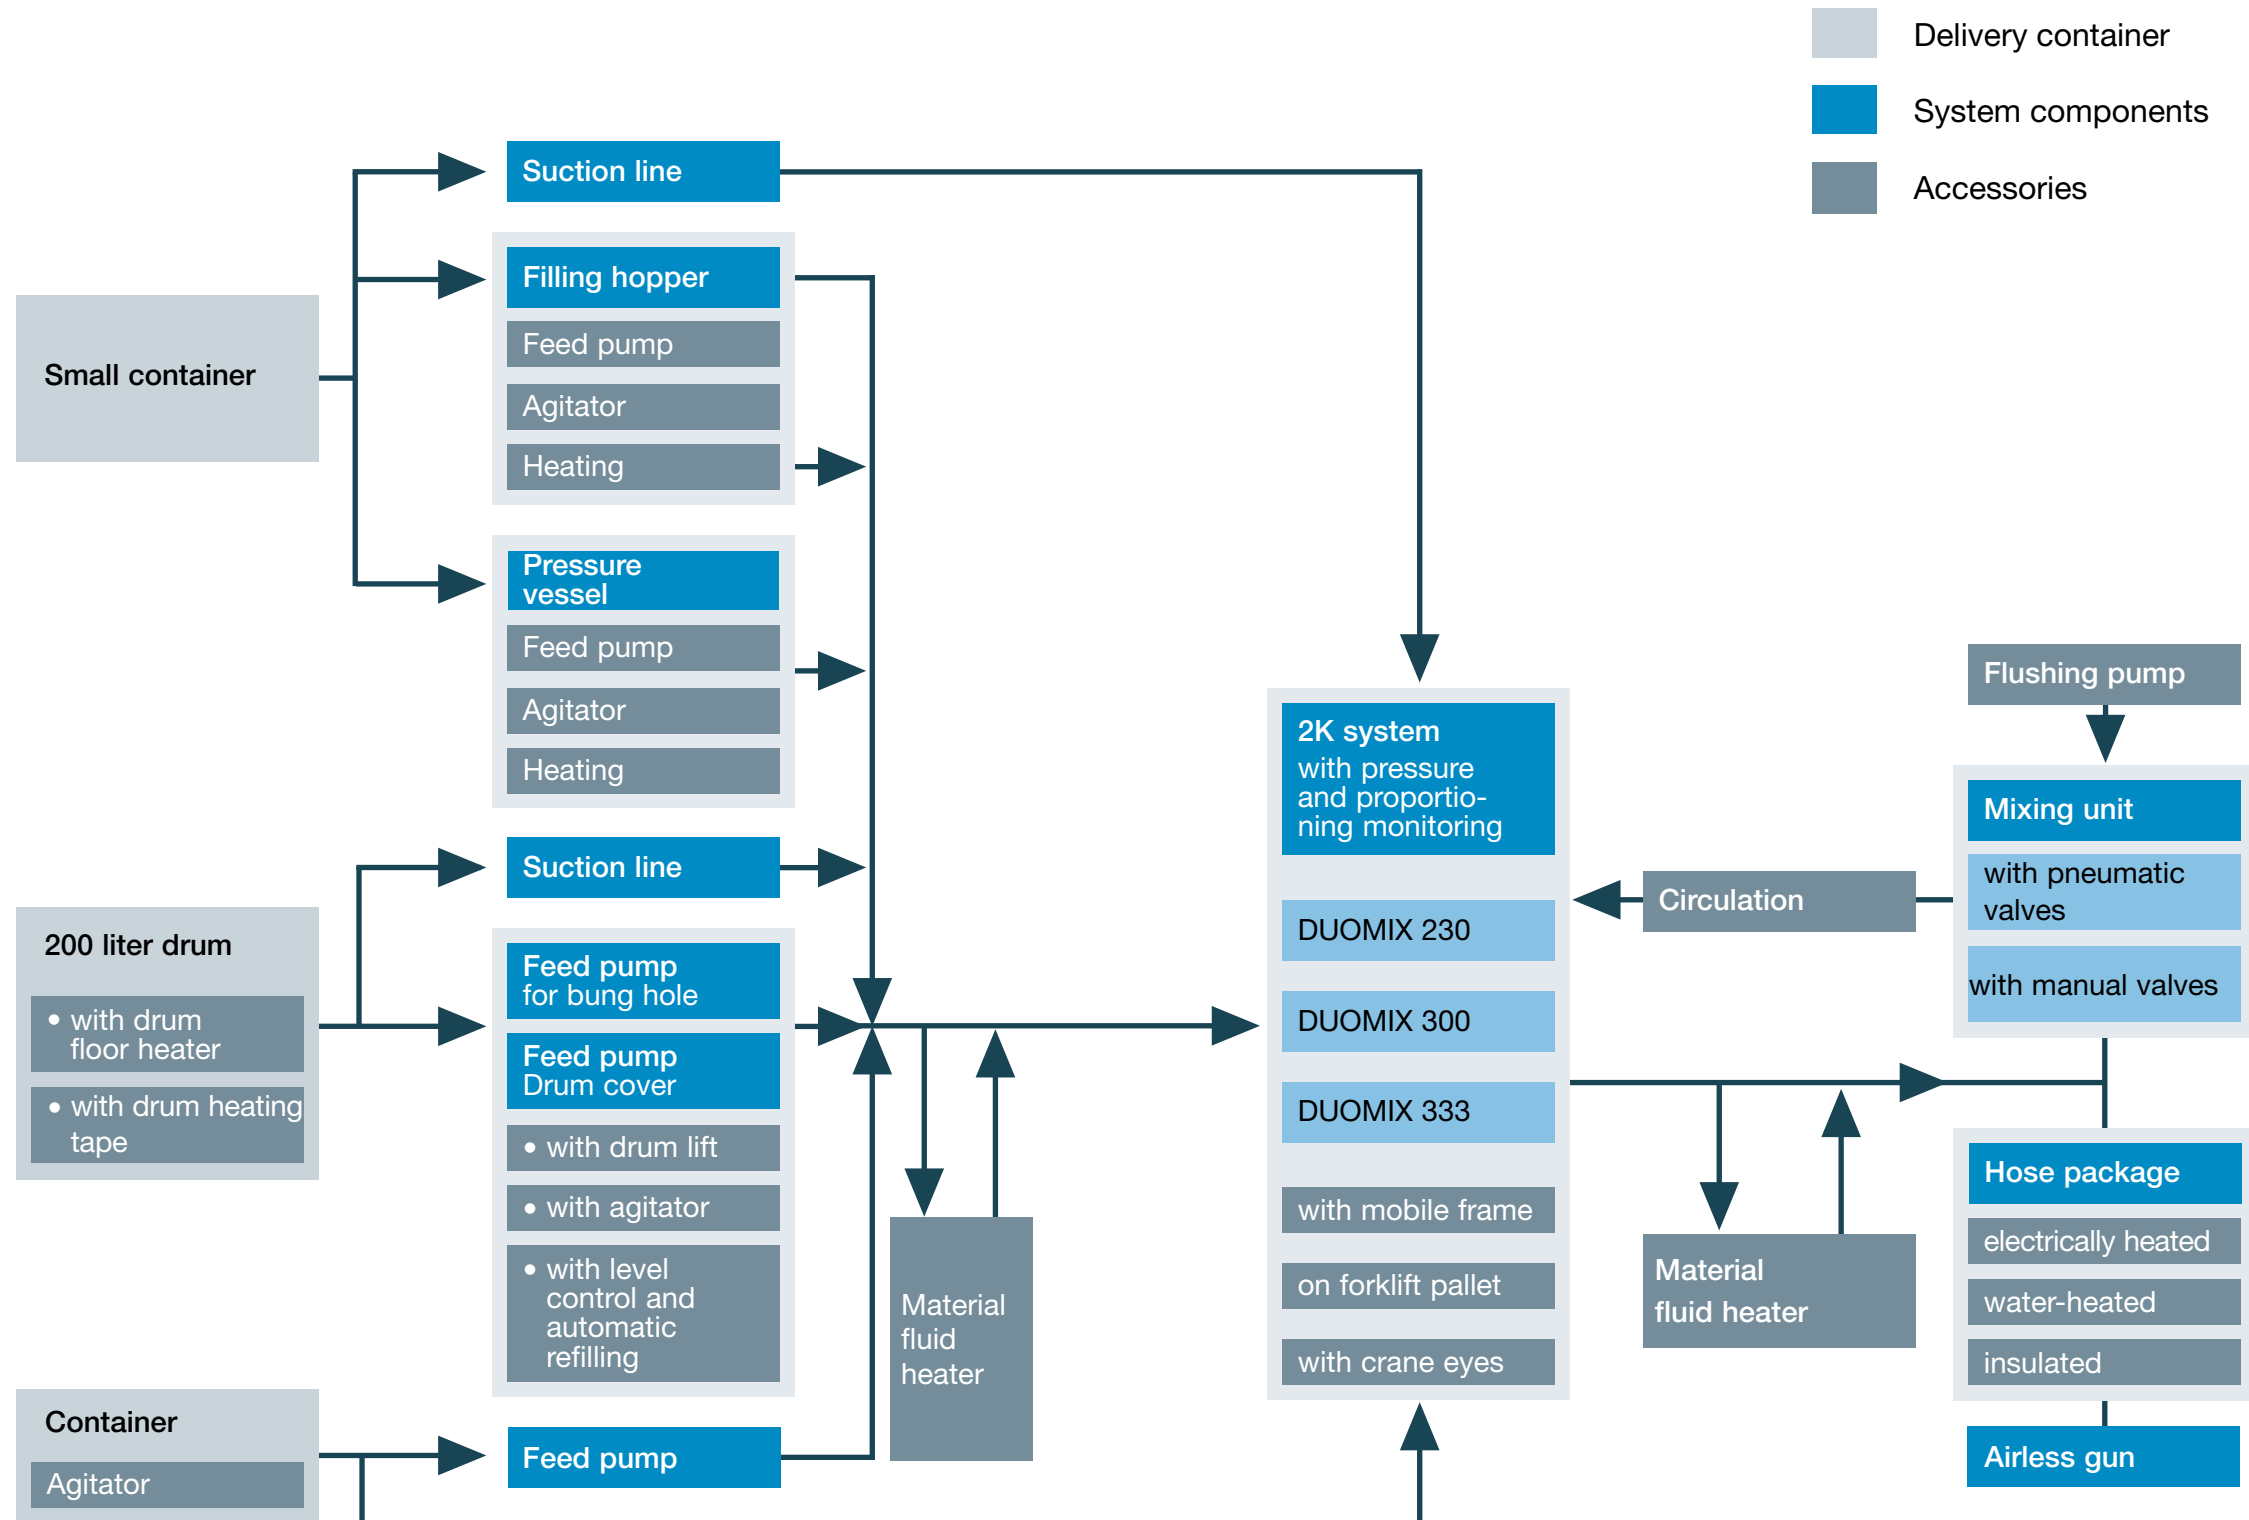 Delivery container
System components
Accessories
Small container
Suction line
Filling hopper
Feed pump
Agitator
Heating
Pressure
vessel
Feed pump
Agitator
Heating
200 liter drum
• with drum
floor heater
• with drum heating
tape
Suction line
Feed pump
for bung hole
Feed pump
Drum cover
• with drum lift
• with agitator
• with level
control and
automatic
refilling
Container
Agitator
Feed pump
Material
fluid
heater
2K system
with pressure
and proportio-
ning monitoring
DUOMIX 230
DUOMIX 300
DUOMIX 333
with mobile frame
on forklift pallet
with crane eyes
Circulation
Material
fluid heater
Flushing pump
Mixing unit
with pneumatic
valves
with manual valves
Hose package
electrically heated
water-heated
insulated
Airless gun